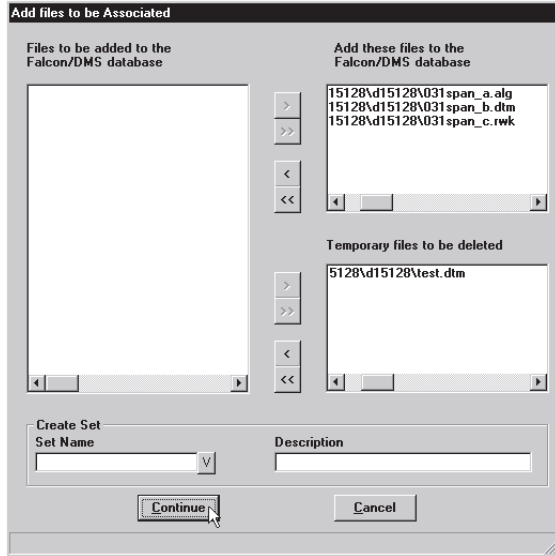 Add files to be Associated
Files to be added to the
Falcon/DMS database
Add these files to the
Falcon/DMS database
15128\d15128\031span_a.alg
15128\d15128\031span_b.dtm
15128\d15128\031span_c.rwk
>
>>
<
<<
Temporary files to be deleted
5128\d15128\test.dtm
>
>>
<
<<
Create Set
Set Name
V
Description
Continue
Cancel